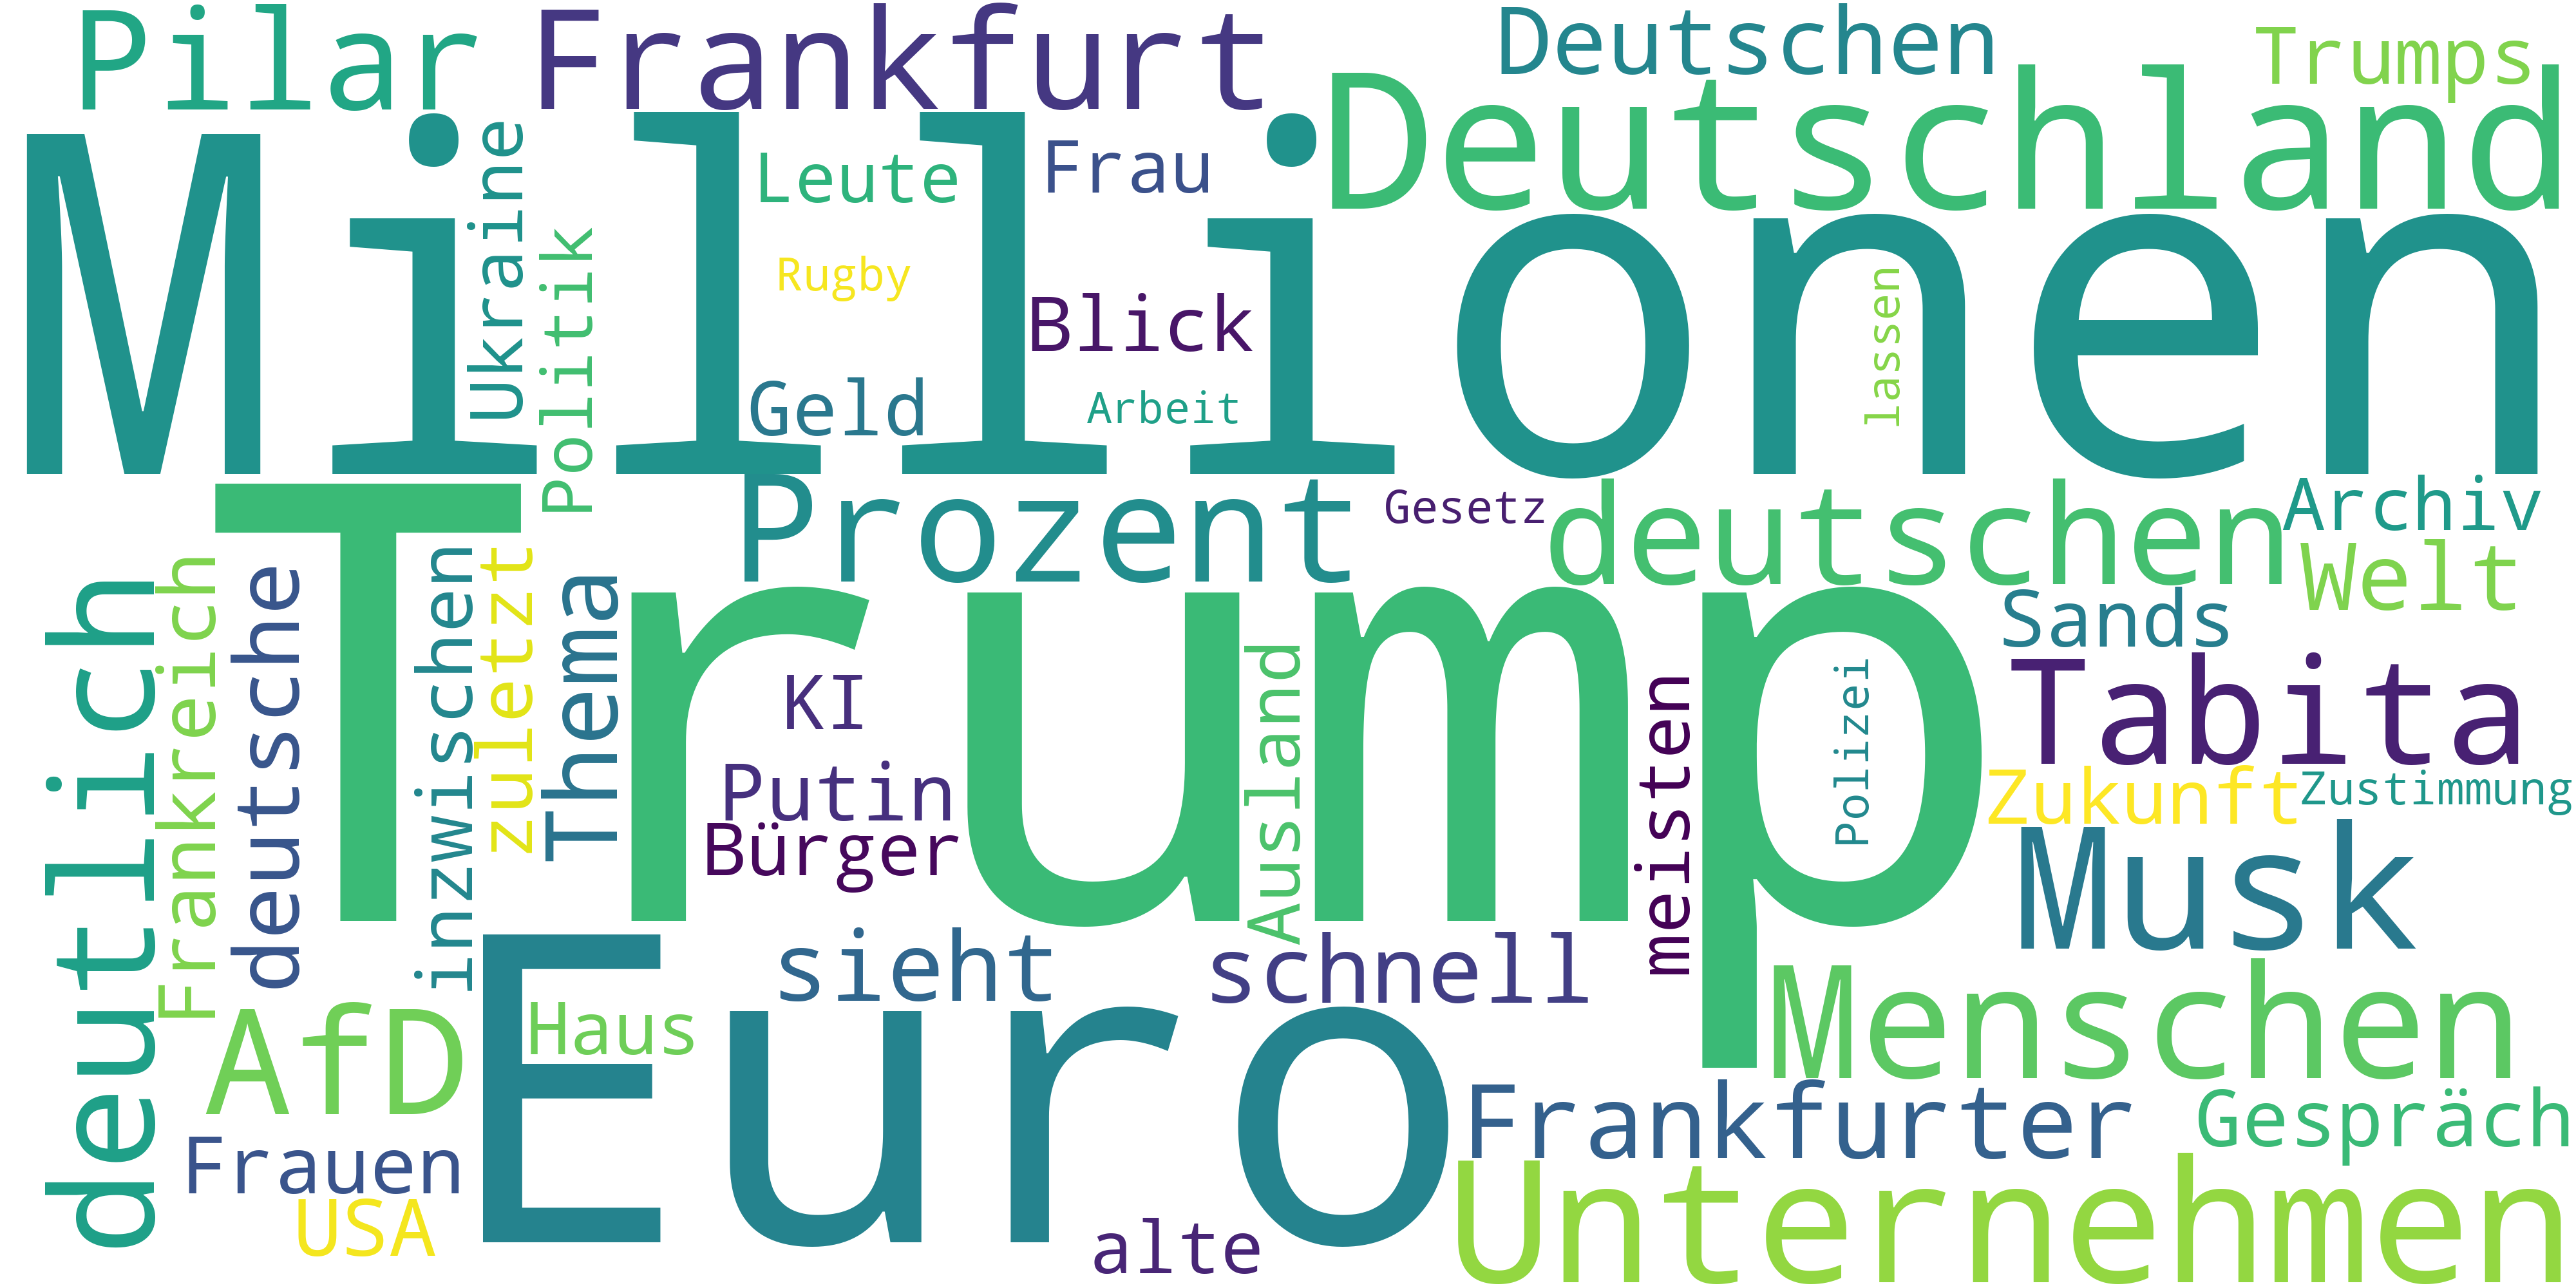 Pilar
Frankfurt
Deutschen
Trumps
Deutschland
Millionen
Ukraine
Politik
Leute
Frau
Rugby
Blick
Geld
Arbeit
lassen
Trump
Prozent
Gesetz
deutschen
Archiv
Welt
deutlich
Frankreich
deutsche
inzwischen
zuletzt
Thema
KI
Putin
Bürger
Ausland
meisten
Polizei
Sands
Tabita
Zukunft
Zustimmung
Musk
sieht
schnell
Menschen
AfD
Haus
Euro
Frankfurter
Gespräch
Frauen
USA
alte
Unternehmen